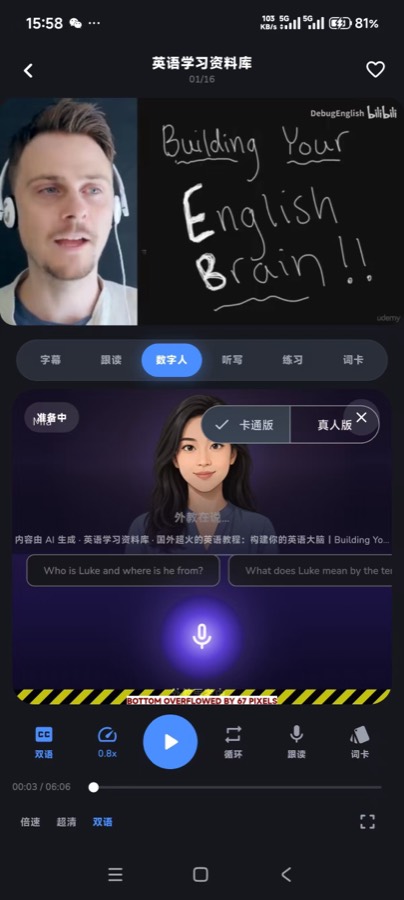 15:58
103 KB/s 5G 5G 81%
英语学习资料库
01/16
DebugEnglish bilibili
Building Your
English
Brain!!
udemy
字幕 跟读 数字人 听写 练习 词卡
准备中
Mia
卡通版 真人版
外教在说...
内容由 AI 生成 · 英语学习资料库 · 国外超火的英语教程：构建你的英语大脑丨Building Yo...
Who is Luke and where is he from?
What does Luke mean by the ter
BOTTOM OVERFLOWED BY 67 PIXELS
CC
双语 0.8x 循环 跟读 词卡
00:03 / 06:06
倍速 超清 双语